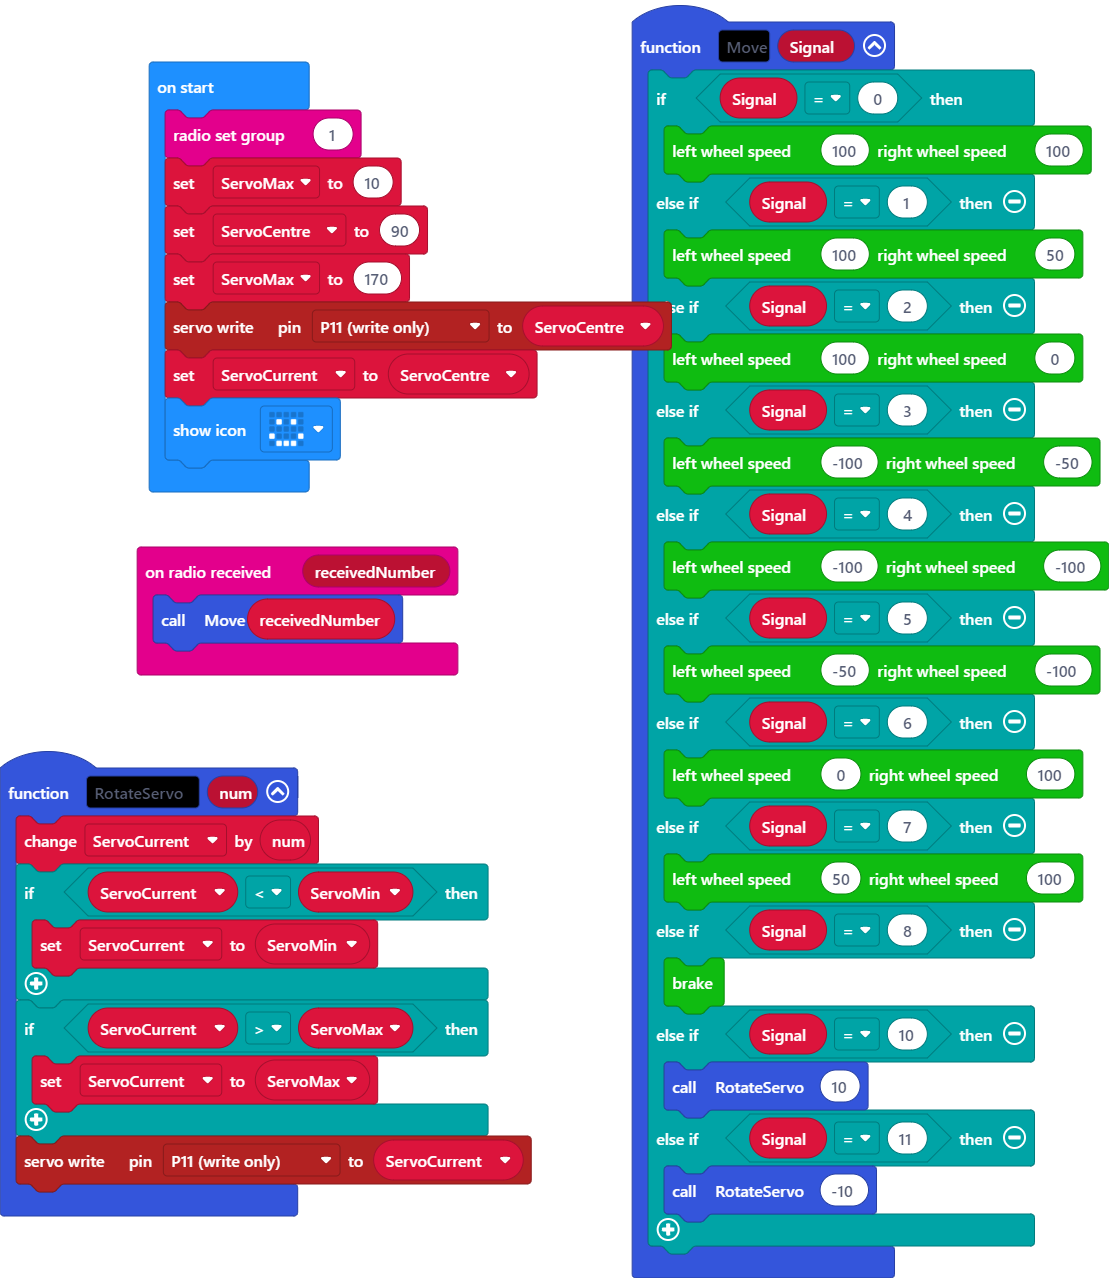 on start
radio set group 1
set ServoMax to 10
set ServoCentre to 90
set ServoMax to 170
servo write pin P11 (write only) to ServoCentre
set ServoCurrent to ServoCentre
show icon
on radio received receivedNumber
call Move receivedNumber
function RotateServo num
change ServoCurrent by num
if ServoCurrent < ServoMin then
set ServoCurrent to ServoMin
if ServoCurrent > ServoMax then
set ServoCurrent to ServoMax
servo write pin P11 (write only) to ServoCurrent
function Move Signal
if Signal = 0 then
left wheel speed 100 right wheel speed 100
else if Signal = 1 then
left wheel speed 100 right wheel speed 50
se if Signal = 2 then
left wheel speed 100 right wheel speed 0
else if Signal = 3 then
left wheel speed -100 right wheel speed -50
else if Signal = 4 then
left wheel speed -100 right wheel speed -100
else if Signal = 5 then
left wheel speed -50 right wheel speed -100
else if Signal = 6 then
left wheel speed 0 right wheel speed 100
else if Signal = 7 then
left wheel speed 50 right wheel speed 100
else if Signal = 8 then
brake
else if Signal = 10 then
call RotateServo 10
else if Signal = 11 then
call RotateServo -10